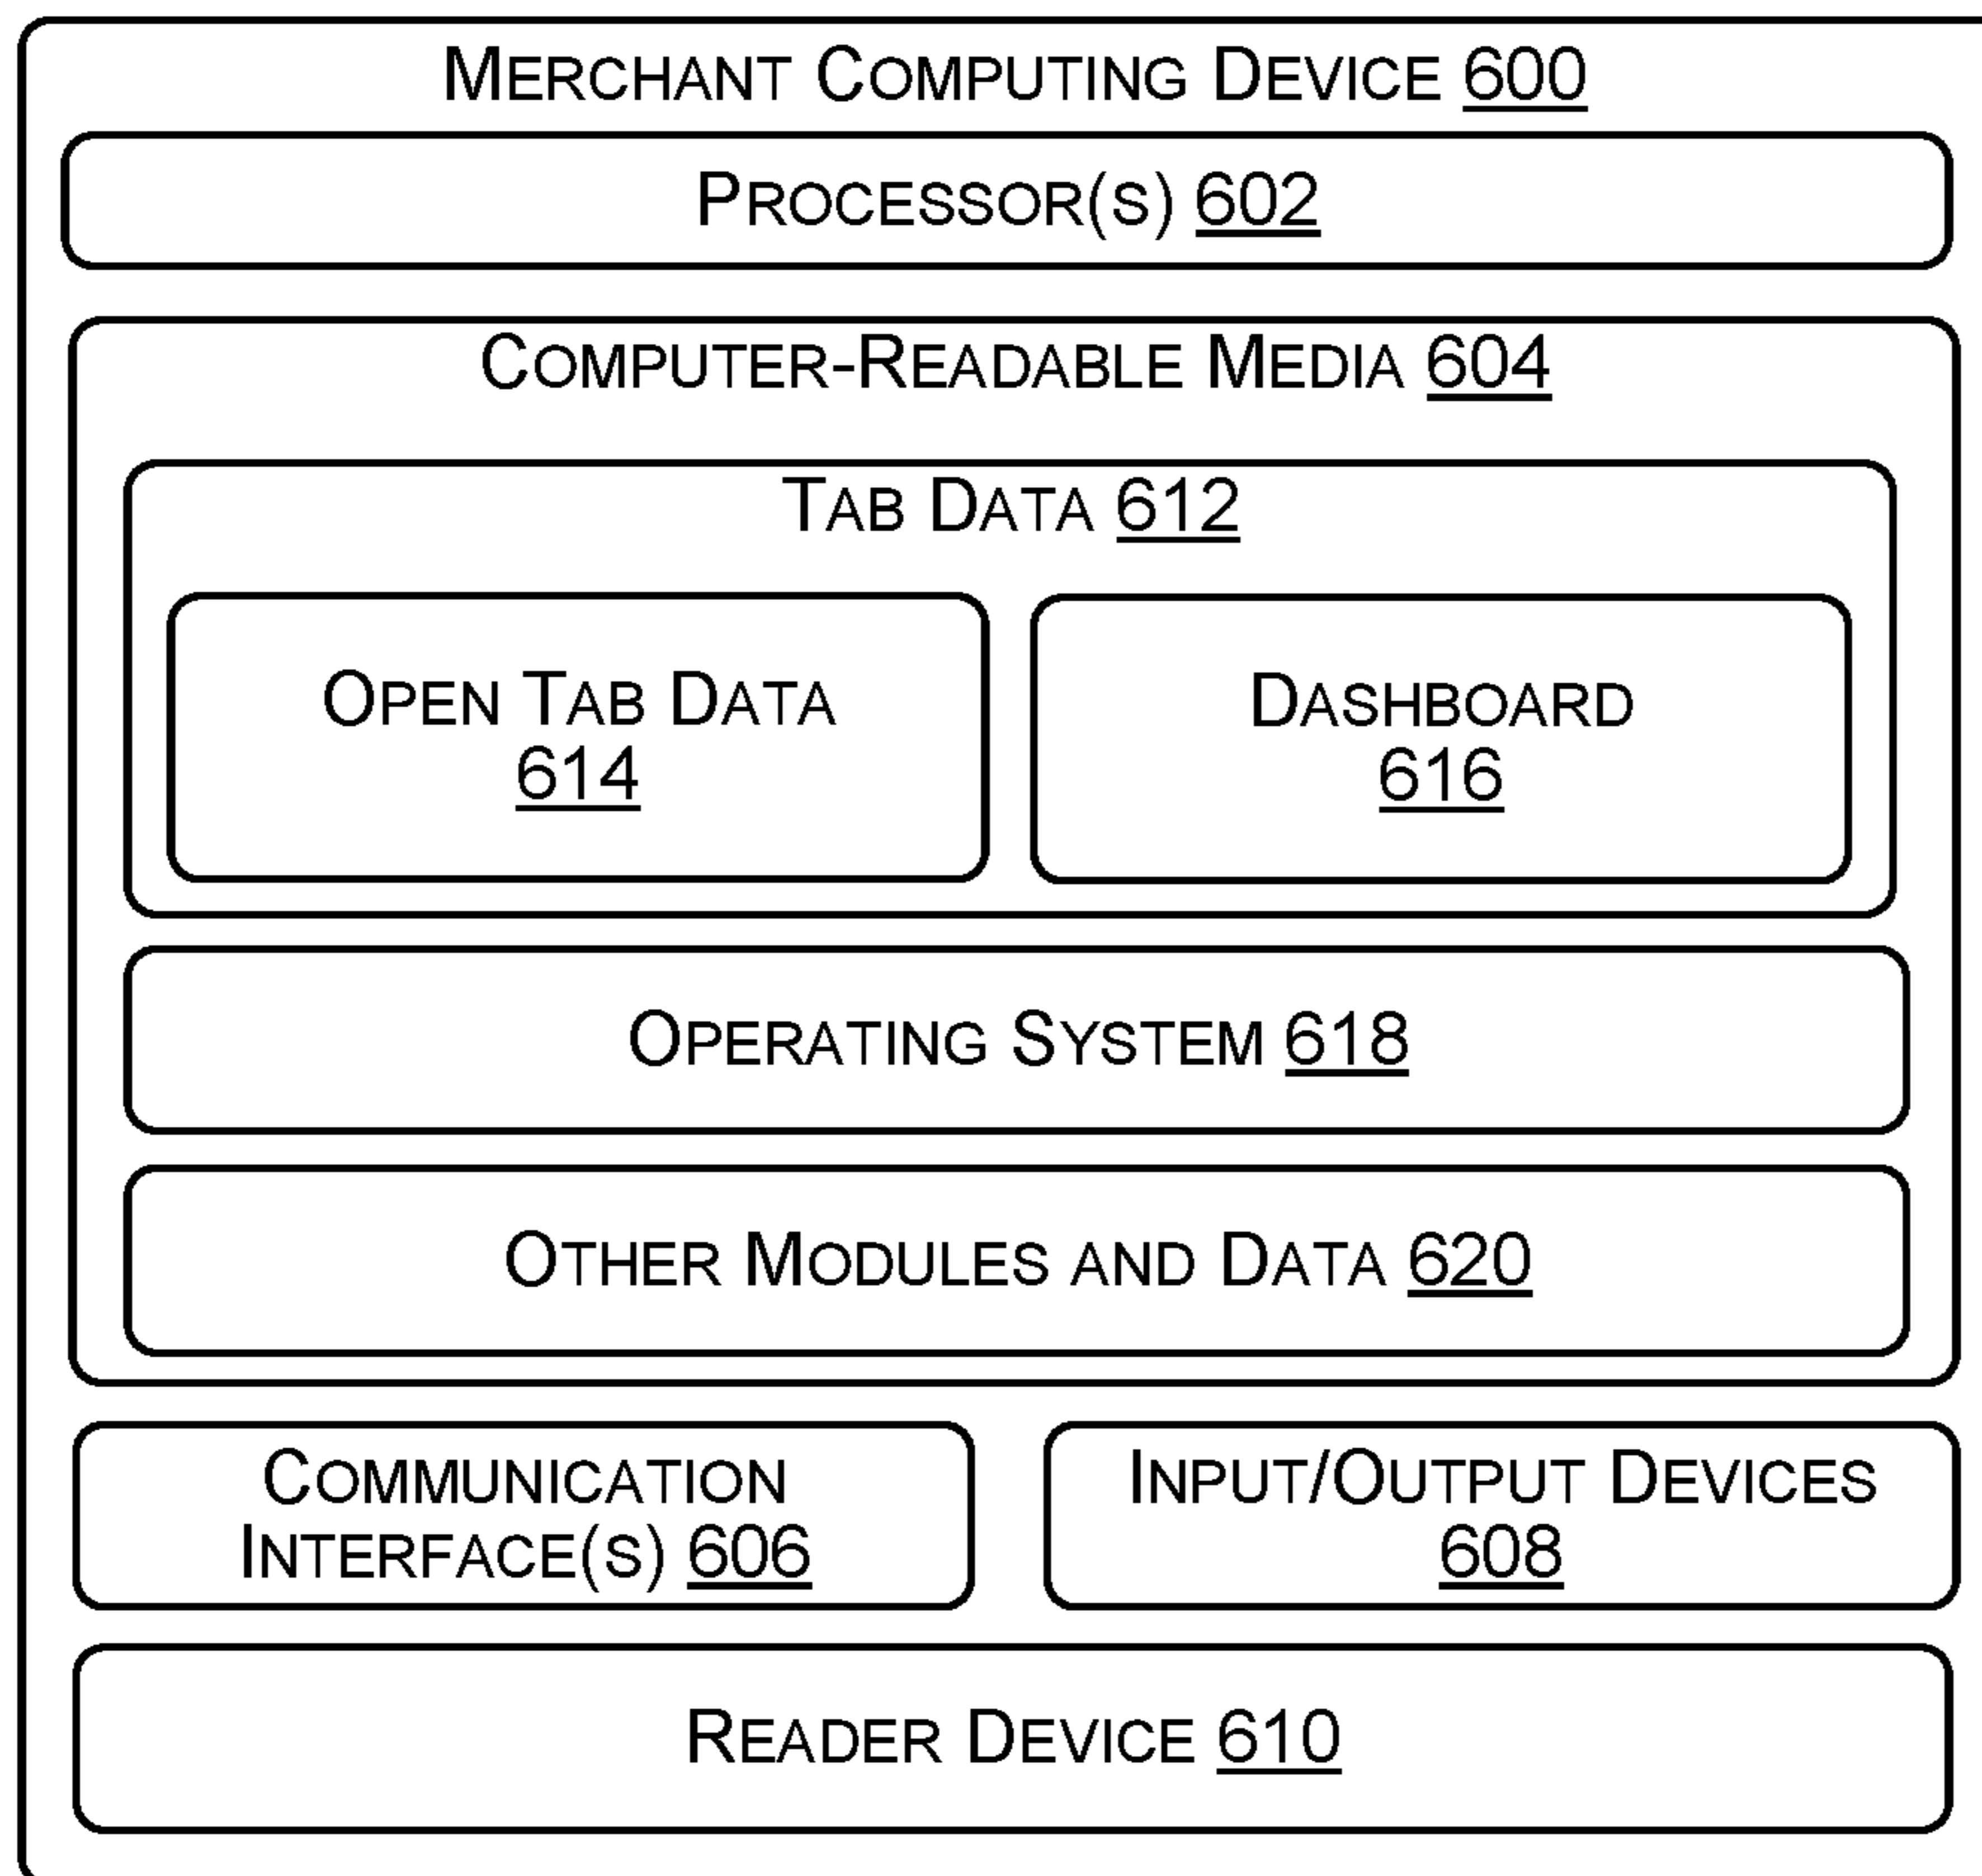 MERCHANT COMPUTING DEVICE 600
PROCESSOR(S) 602
COMPUTER-READABLE MEDIA 604
TAB DATA 612
OPEN TAB DATA
614
DASHBOARD
616
OPERATING SYSTEM 618
OTHER MODULES AND DATA 620
COMMUNICATION
INTERFACE(S) 606
INPUT/OUTPUT DEVICES
608
READER DEVICE 610